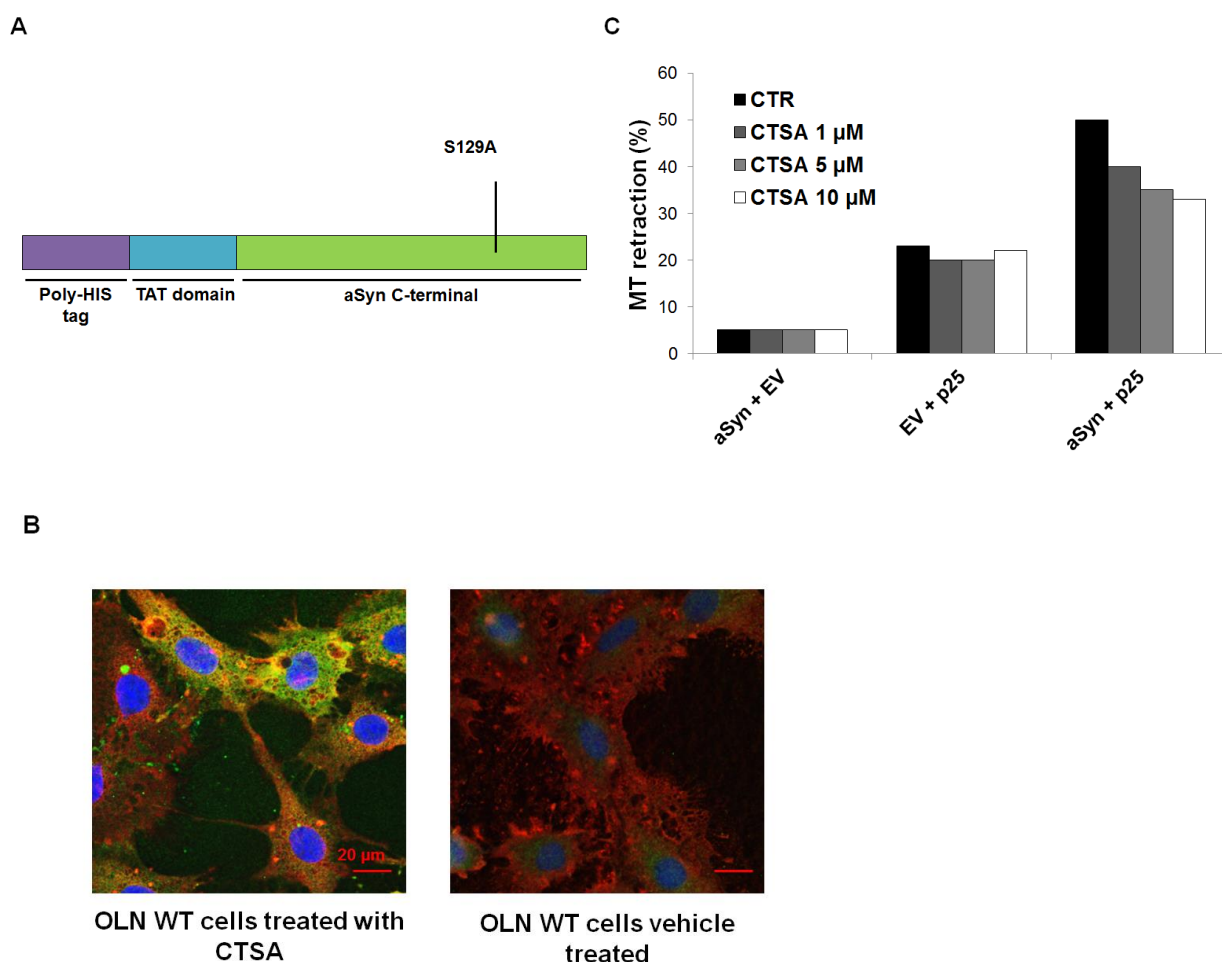 A
S129A
Poly-HIS
tag
TAT domain
aSyn C-terminal
C
MT retraction (%)
60
50
40
30
20
10
0
CTR
CTSA 1 µM
CTSA 5 µM
CTSA 10 µM
aSyn + EV
EV + p25
aSyn + p25
B
20 µm
OLN WT cells treated with
CTSA
OLN WT cells vehicle
treated